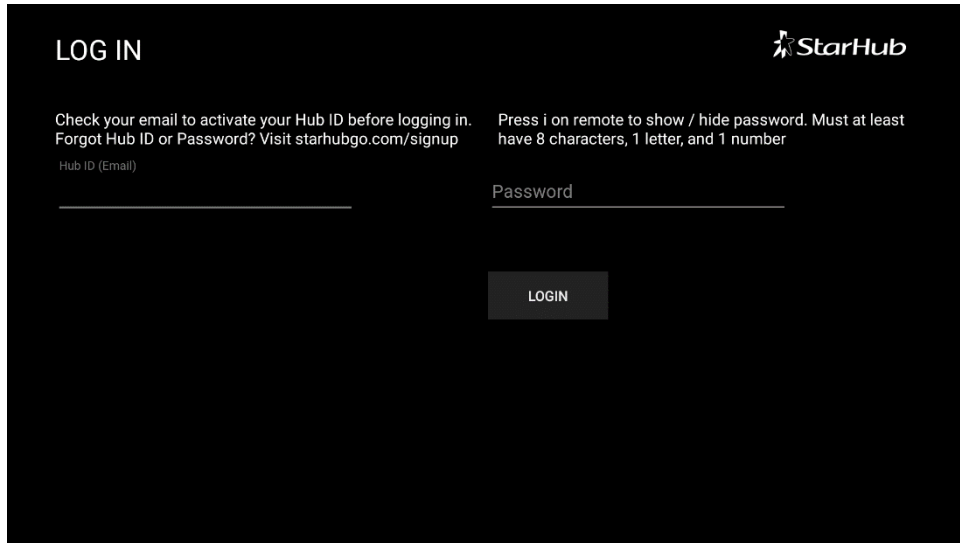 LOG IN
StarHub
Check your email to activate your Hub ID before logging in.
Forgot Hub ID or Password? Visit starhubgo.com/signup
Hub ID (Email)
Press i on remote to show / hide password. Must at least
have 8 characters, 1 letter, and 1 number
Password
LOGIN